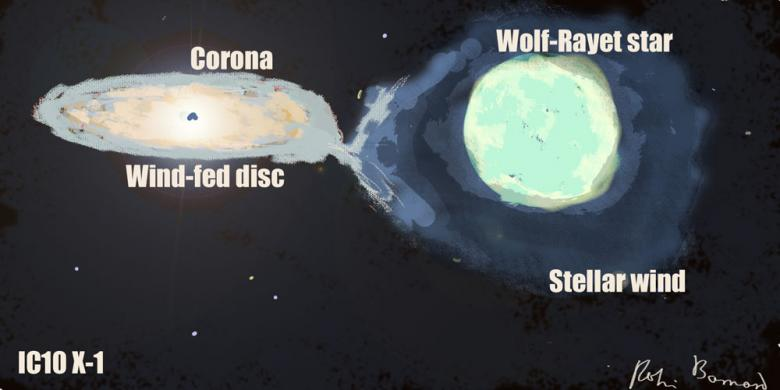 Wolf-Rayet star
Corona
Wind-fed disc
Stellar wind
IC10 X-1